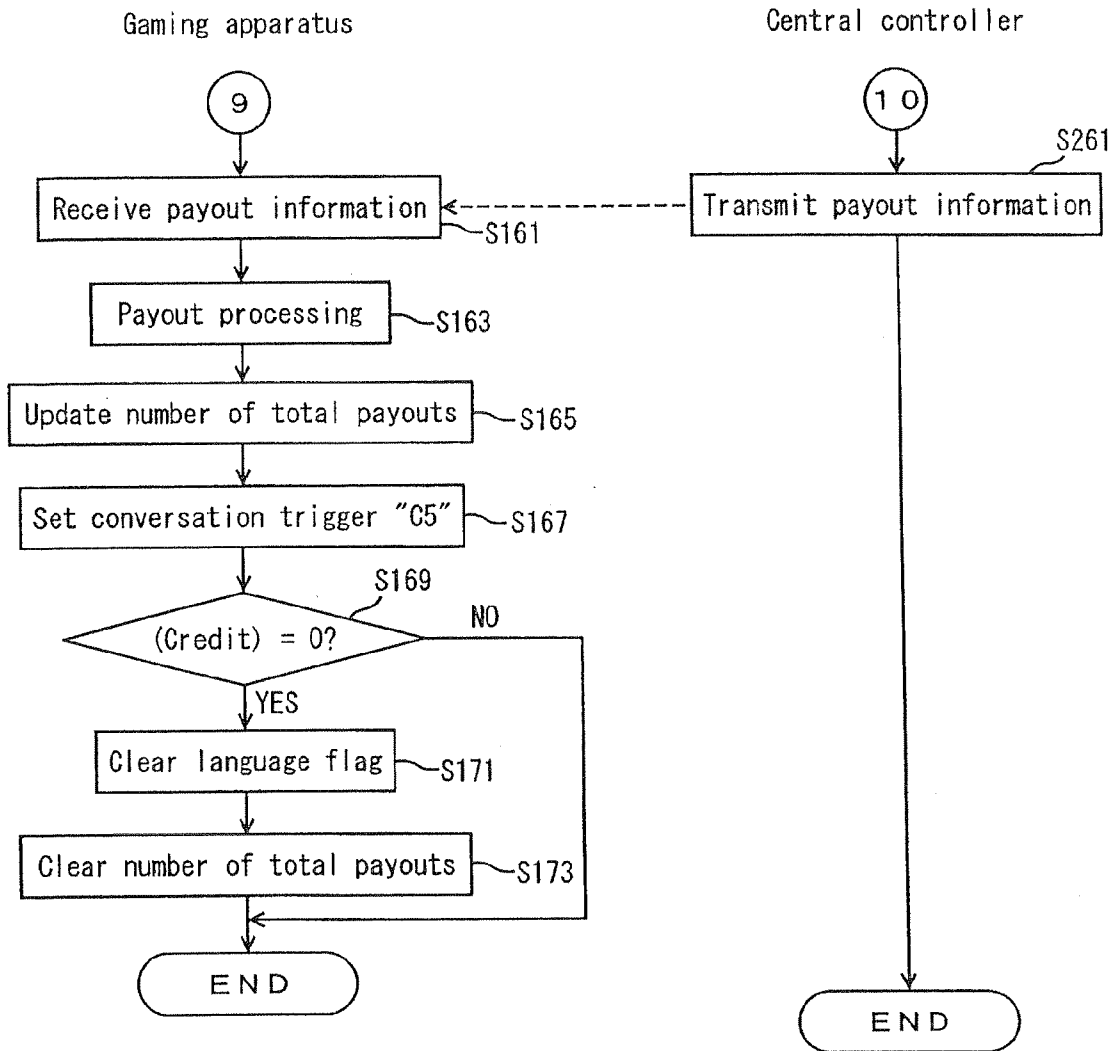 Gaming apparatus
Central controller
9
10
S261
Receive payout information
Transmit payout information
S161
Payout processing
S163
Update number of total payouts
S165
Set conversation trigger "C5"
S167
S169
(Credit) = 0?
NO
YES
Clear language flag
S171
Clear number of total payouts
S173
END
END